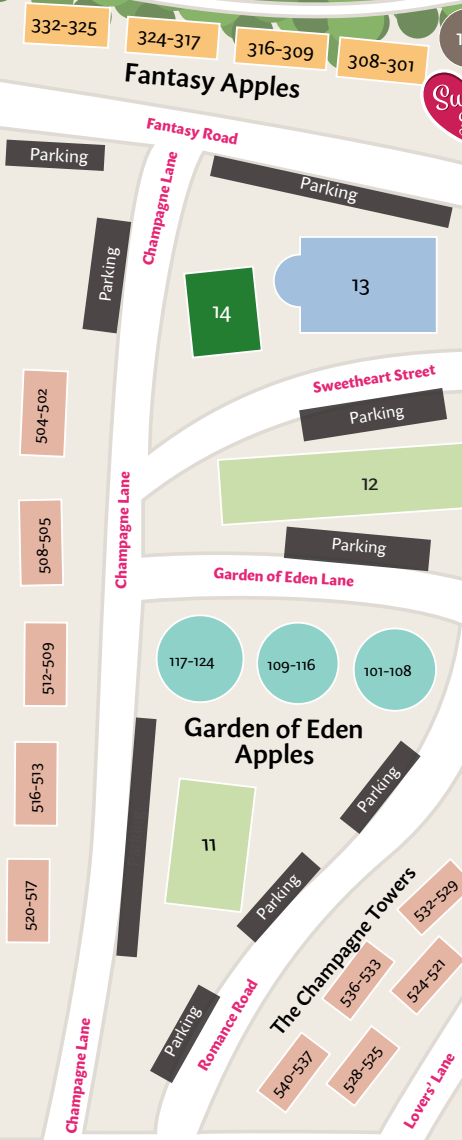 332-325
324-317
316-309
308-301
Fantasy Apples
Fantasy Road
Parking
Champagne Lane
Parking
Parking
14
13
Sweetheart Street
Parking
504-502
12
Champagne Lane
508-505
Parking
Garden of Eden Lane
117-124
109-116
101-108
512-509
Garden of Eden
Apples
516-513
Parking
11
520-517
Parking
The Champagne Towers
532-529
536-533
524-521
Parking
Romance Road
540-537
528-525
Champagne Lane
Lovers' Lane